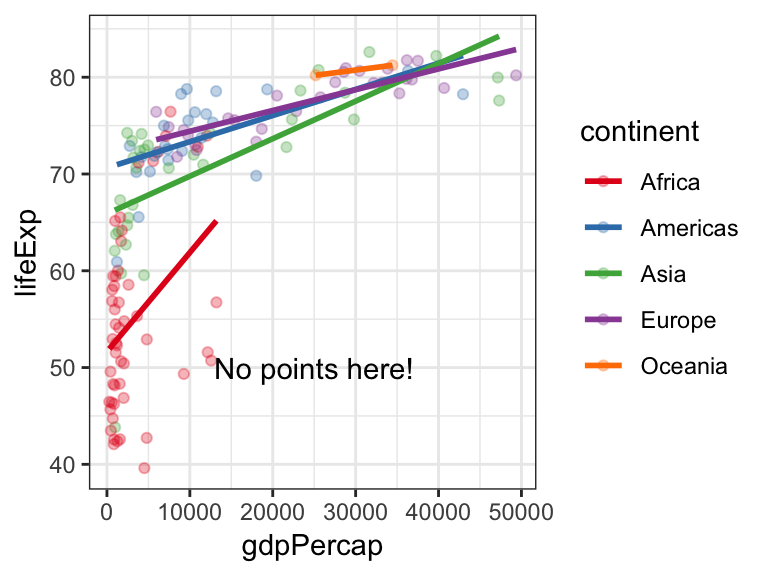 80
70
60
50
40
lifeExp
No points here!
0 10000 20000 30000 40000 50000
gdpPercap
continent
Africa
Americas
Asia
Europe
Oceania